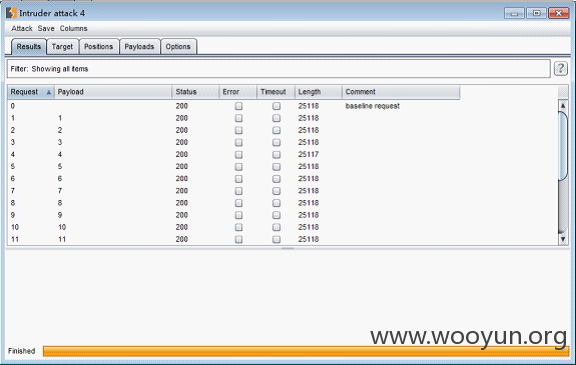 Intruder attack 4
Attack Save Columns
Results Target Positions Payloads Options
Filter: Showing all items ?
Request Payload Status Error Timeout Length Comment
0 200 25118 baseline request
1 1 200 25118
2 2 200 25118
3 3 200 25118
4 4 200 25117
5 5 200 25118
6 6 200 25118
7 7 200 25118
8 8 200 25118
9 9 200 25118
10 10 200 25118
11 11 200 25118
www.wooyun.org
Finished